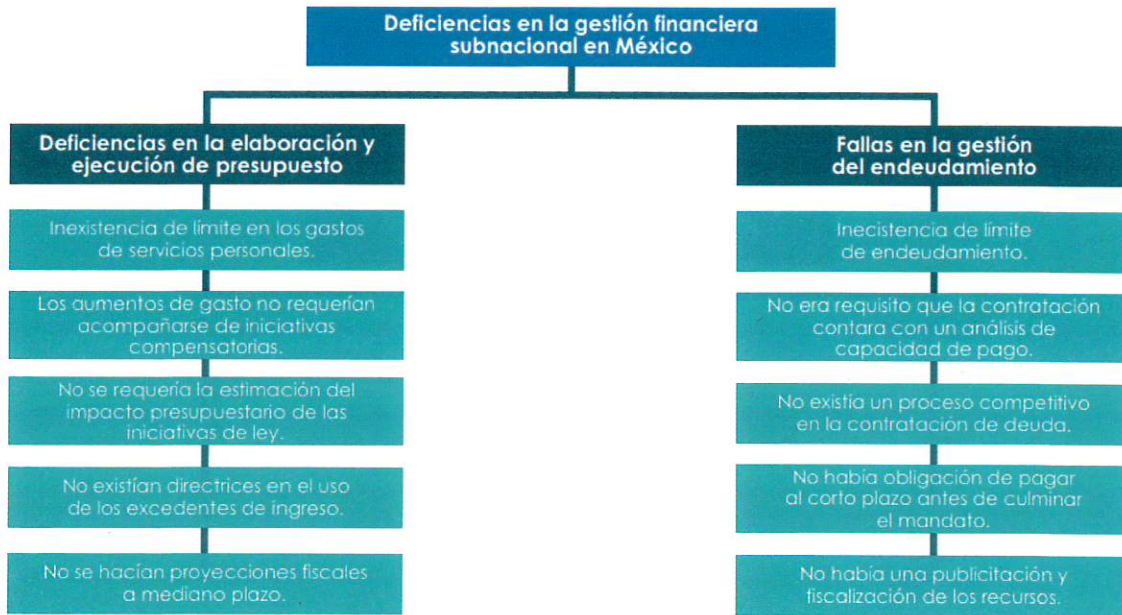 Deficiencias en la gestión financiera
subnacional en México
Deficiencias en la elaboración y
ejecución de presupuesto
Inexistencia de límite en los gastos
de servicios personales.
Los aumentos de gasto no requerían
acompañarse de iniciativas
compensatorias.
No se requería la estimación del
impacto presupuestario de las
iniciativas de ley.
No existían directrices en el uso
de los excedentes de ingreso.
No se hacían proyecciones fiscales
a mediano plazo.
Fallas en la gestión
del endeudamiento
Inecistencia de límite
de endeudamiento.
No era requisito que la contratación
contara con un análisis de
capacidad de pago.
No existía un proceso competitivo
en la contratación de deuda.
No había obligación de pagar
al corto plazo antes de culminar
el mandato.
No había una publicitación y
fiscalización de los recursos.